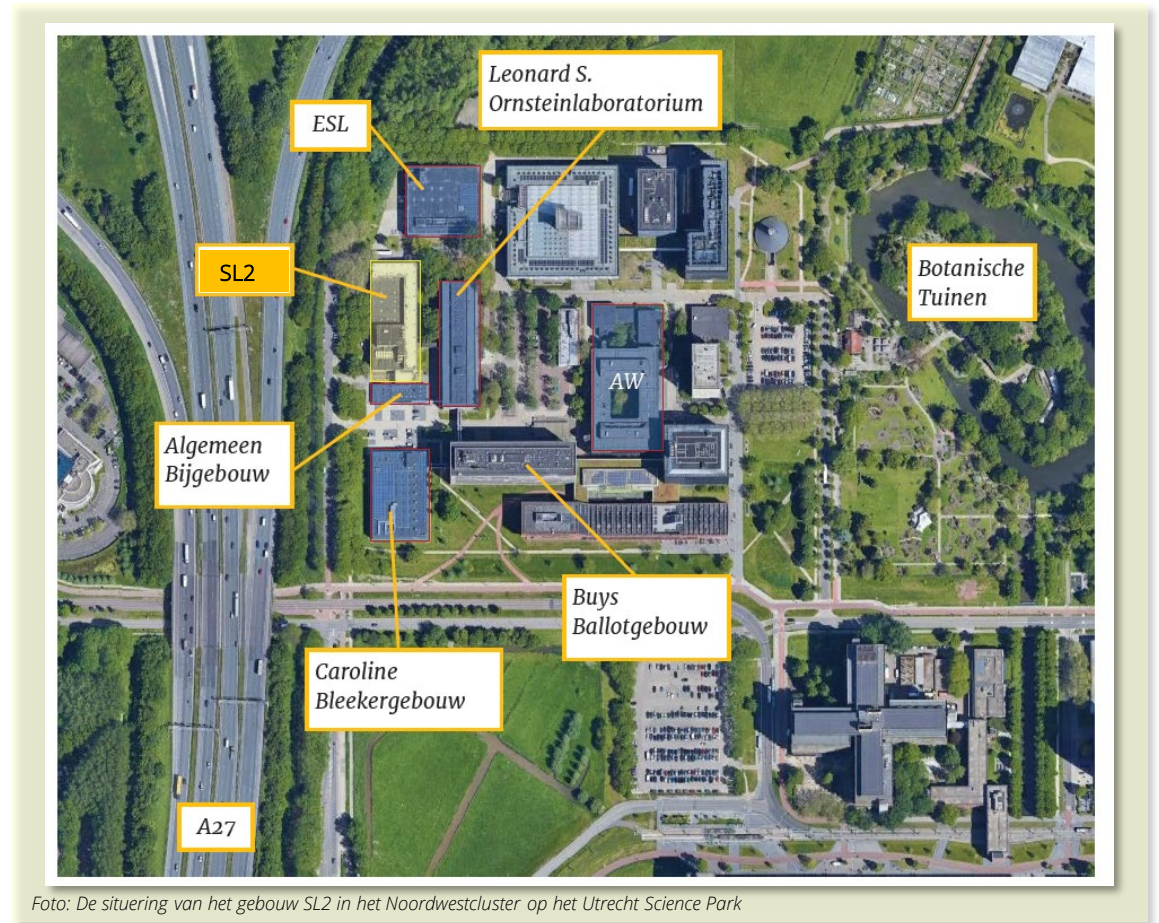 Leonard S.
Ornsteinlaboratorium
ESL
SL2
Botanische
Tuinen
AW
Algemeen
Bijgebouw
Buys
Ballotgebouw
Caroline
Bleekergebouw
A27
Foto: De situering van het gebouw SL2 in het Noordwestcluster op het Utrecht Science Park